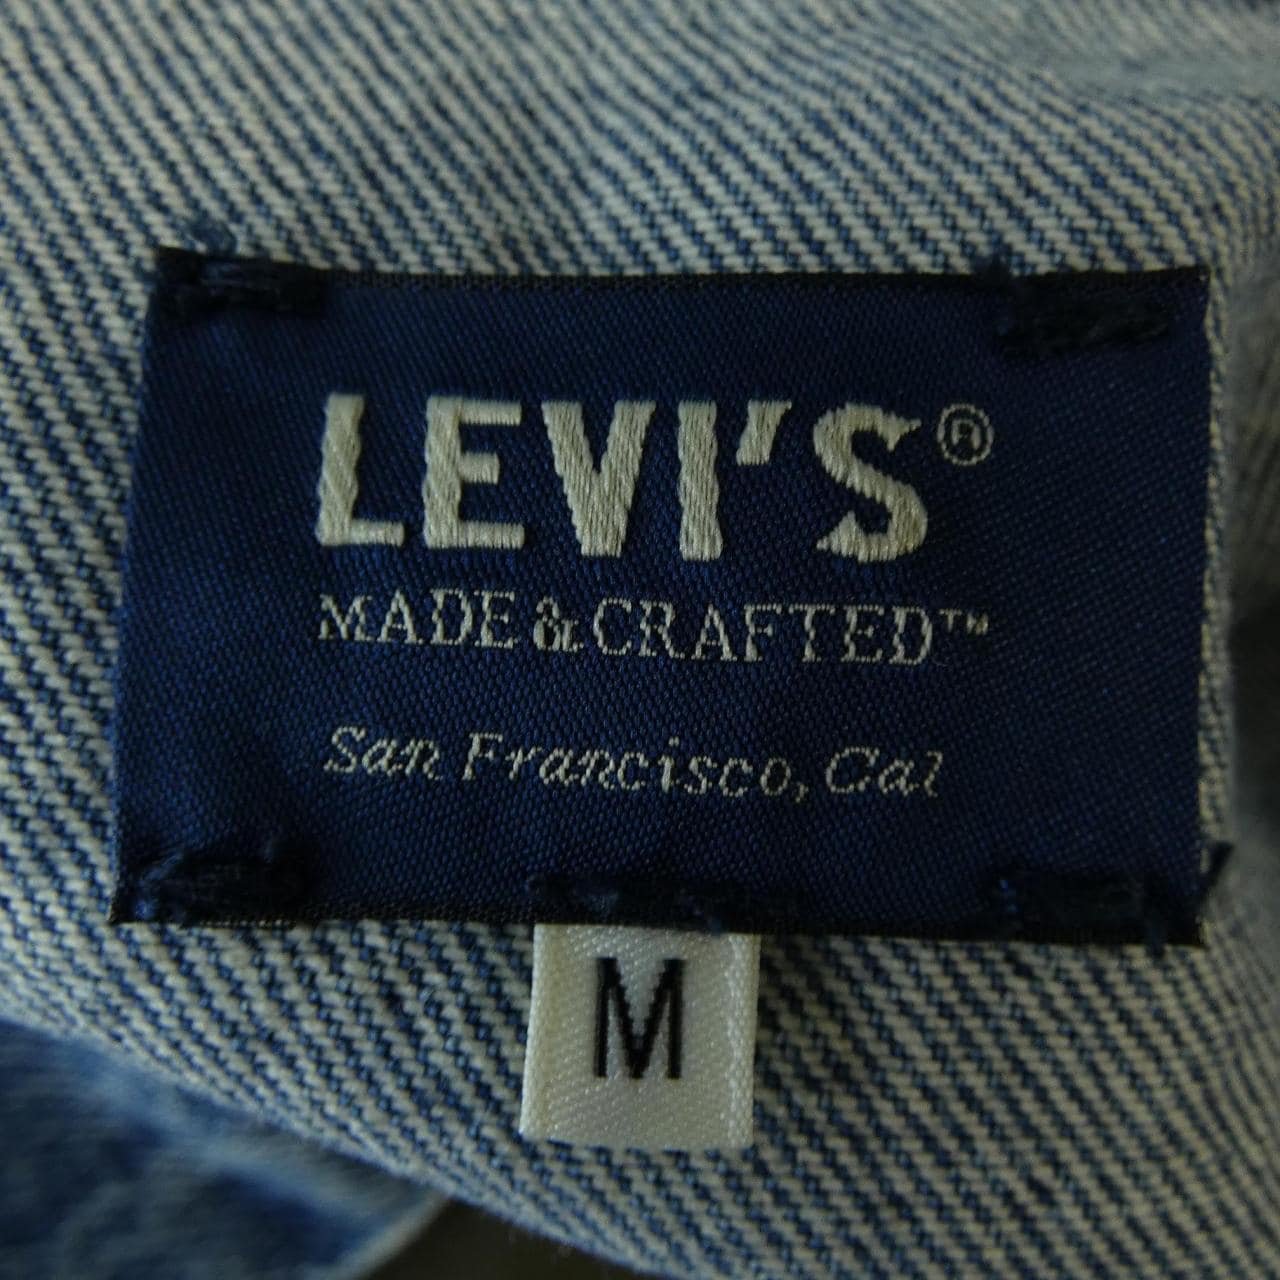 LEVI'S®
MADE & CRAFTED™
San Francisco, Cal
M